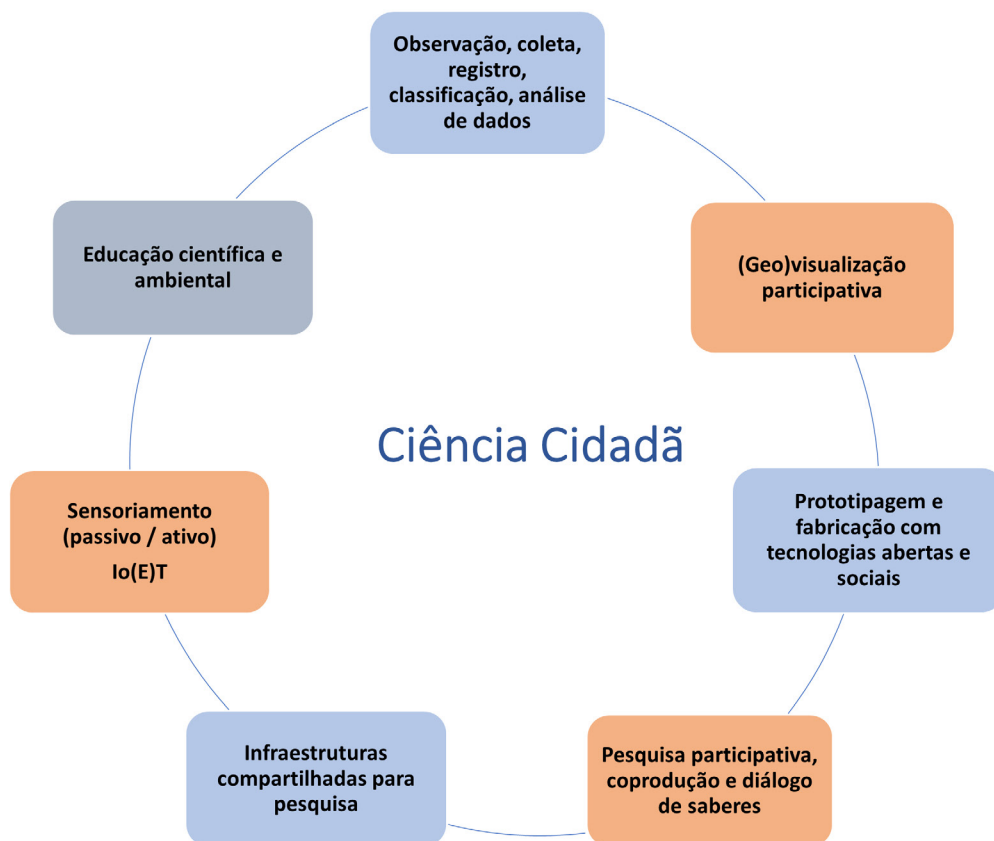 Observação, coleta,
registro,
classificação, análise
de dados
Educação científica e
ambiental
(Geo)visualização
participativa
Ciência Cidadã
Sensoriamento
(passivo / ativo)
Io(E)T
Prototipagem e
fabricação com
tecnologias abertas e
sociais
Infraestruturas
compartilhadas para
pesquisa
Pesquisa participativa,
coprodução e diálogo
de saberes